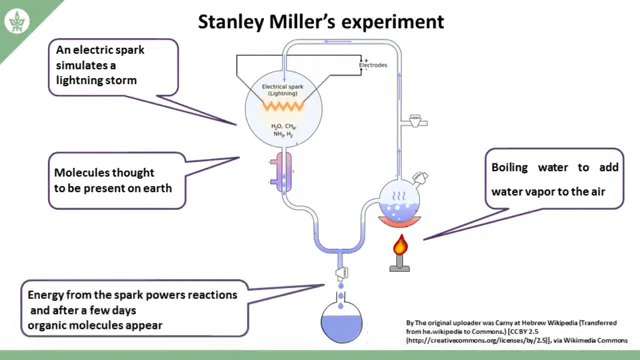 Stanley Miller's experiment
An electric spark
simulates a
lightning storm
Electrodes
+
-
Electrical spark
(Lightning)
H₂O, CH₄,
NH₃, H₂
Molecules thought
to be present on earth
Boiling water to add
water vapor to the air
Energy from the spark powers reactions
and after a few days
organic molecules appear
By The original uploader was Carny at Hebrew Wikipedia (Transferred
from he.wikipedia to Commons.) [CCBY 2.5
(http://creativecommons.org/licenses/by/2.5)], via Wikimedia Commons